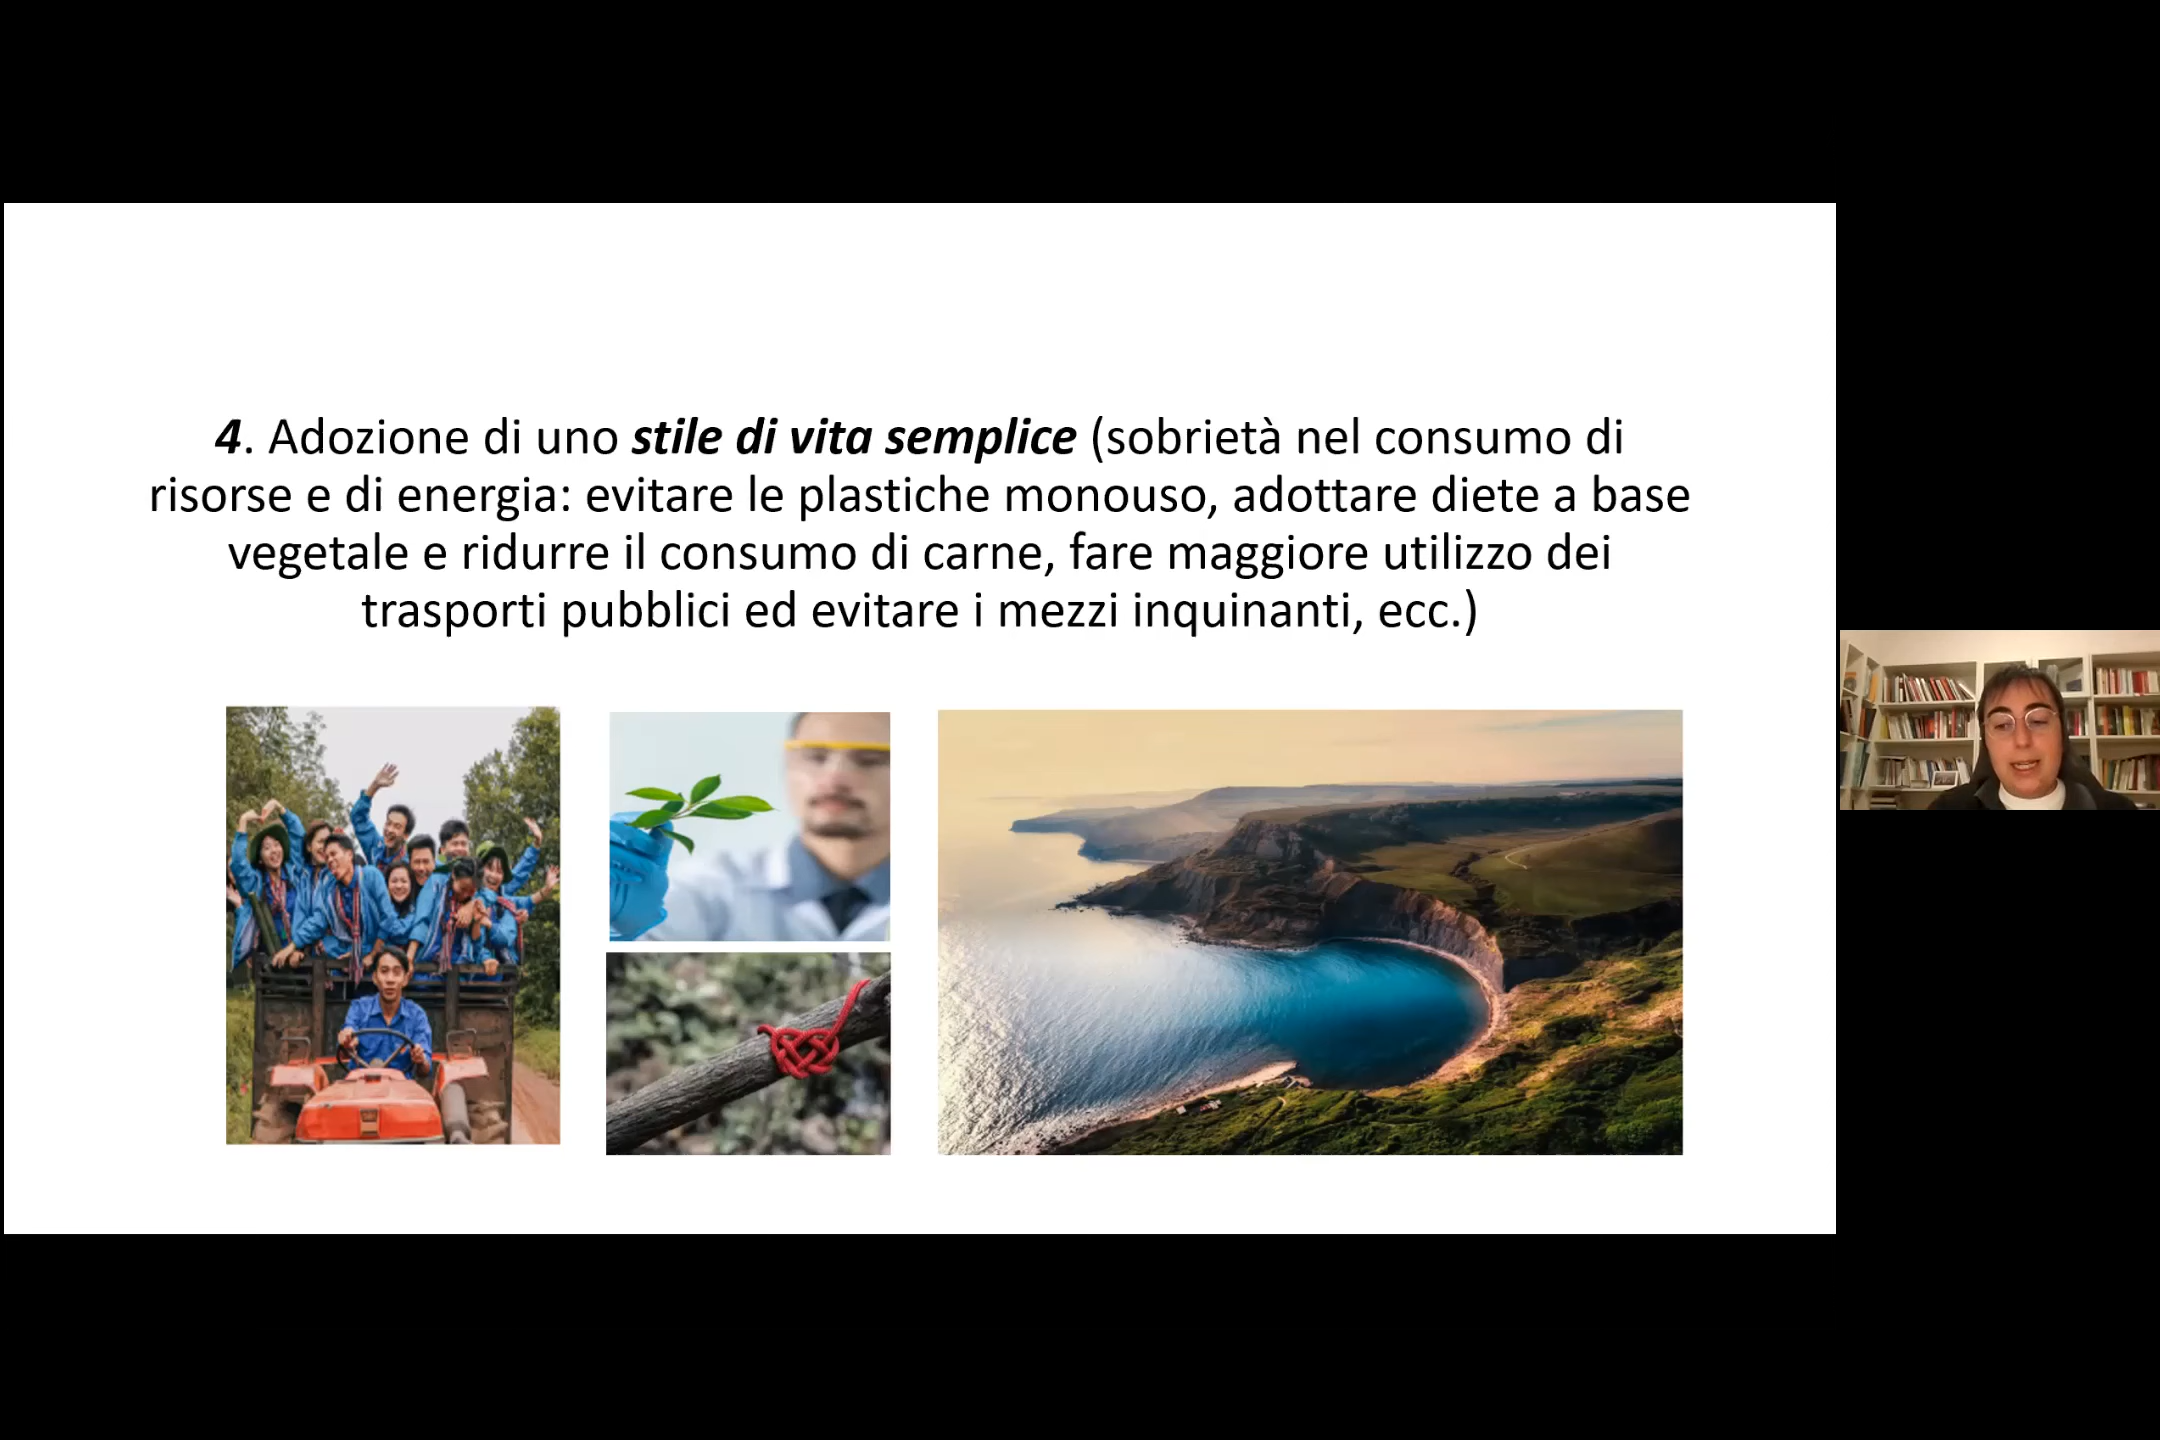 4. Adozione di uno stile di vita semplice (sobrietà nel consumo di
risorse e di energia: evitare le plastiche monouso, adottare diete a base
vegetale e ridurre il consumo di carne, fare maggiore utilizzo dei
trasporti pubblici ed evitare i mezzi inquinanti, ecc.)